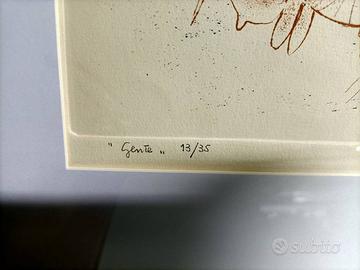 " Gente „ 13/35
subito